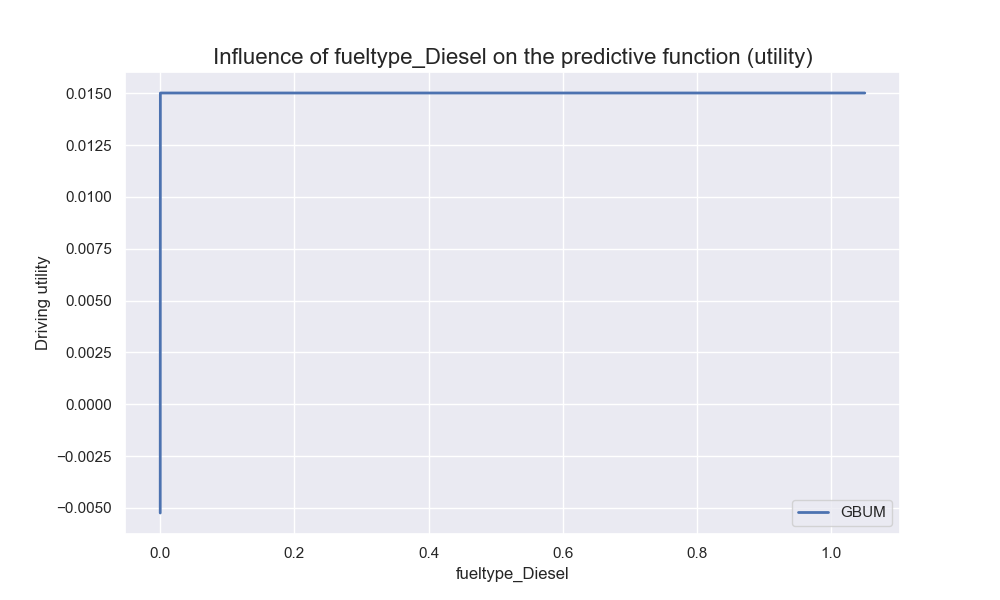 Influence of fueltype_Diesel on the predictive function (utility)
0.0150
0.0125
0.0100
0.0075
0.0050
0.0025
0.0000
−0.0025
−0.0050
Driving utility
GBUM
0.0 0.2 0.4 0.6 0.8 1.0
fueltype_Diesel